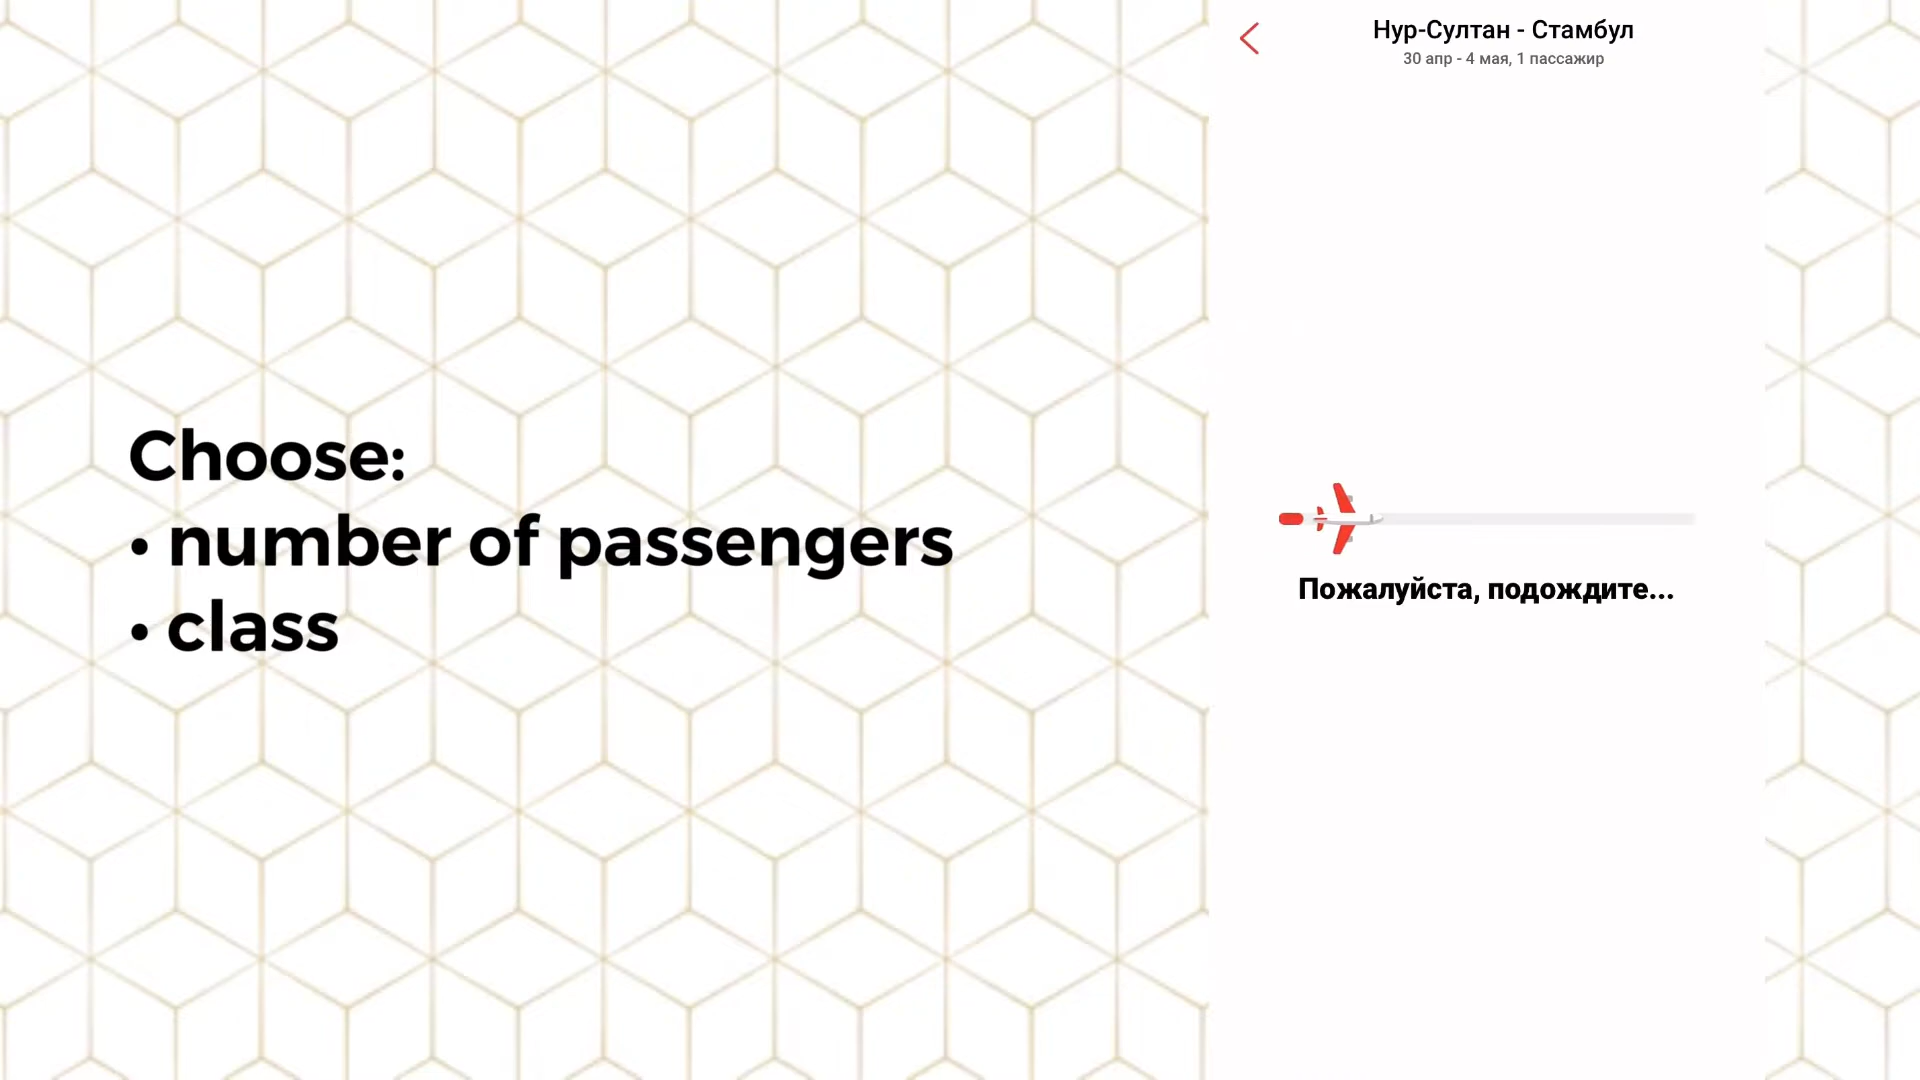 Choose:
• number of passengers
• class
Нур-Султан - Стамбул
30 апр - 4 мая, 1 пассажир
Пожалуйста, подождите...